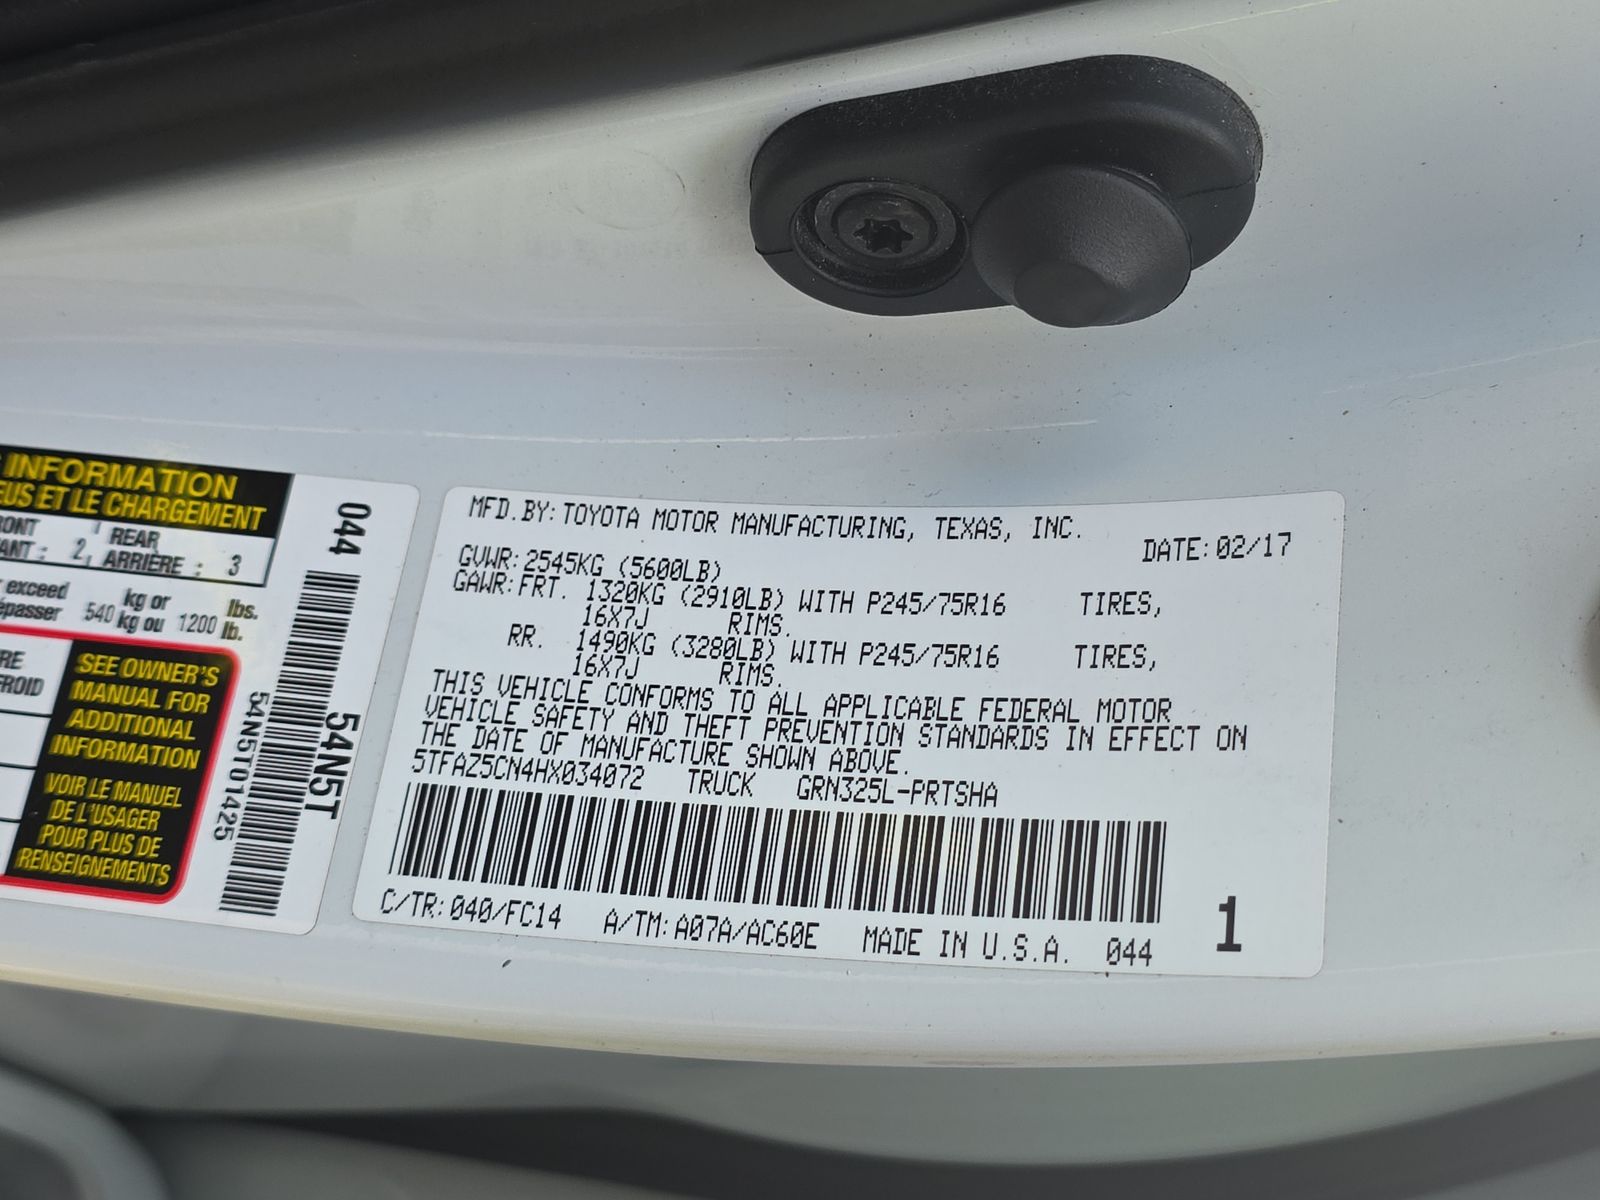 INFORMATION
EUS ET LE CHARGEMENT
REAR
ANT : 2, ARRIÈRE : 3
exceed kg or lbs.
épasser 540 kg ou 1200 lb.
SEE OWNER'S
MANUAL FOR
ADDITIONAL
INFORMATION
VOIR LE MANUEL
DE L'USAGER
POUR PLUS DE
RENSEIGNEMENTS
044
54N5T
54N5T01425
MFD.BY:TOYOTA MOTOR MANUFACTURING, TEXAS, INC.
DATE:02/17
GVWR:2545KG (5600LB)
GAWR:FRT. 1320KG (2910LB) WITH P245/75R16 TIRES,
16X7J RIMS.
RR. 1490KG (3280LB) WITH P245/75R16 TIRES,
16X7J RIMS.
THIS VEHICLE CONFORMS TO ALL APPLICABLE FEDERAL MOTOR
VEHICLE SAFETY AND THEFT PREVENTION STANDARDS IN EFFECT ON
THE DATE OF MANUFACTURE SHOWN ABOVE.
5TFAZ5CN4HX034072 TRUCK GRN325L-PRTSHA
C/TR:040/FC14 A/TM:A07A/AC60E MADE IN U.S.A. 044
1